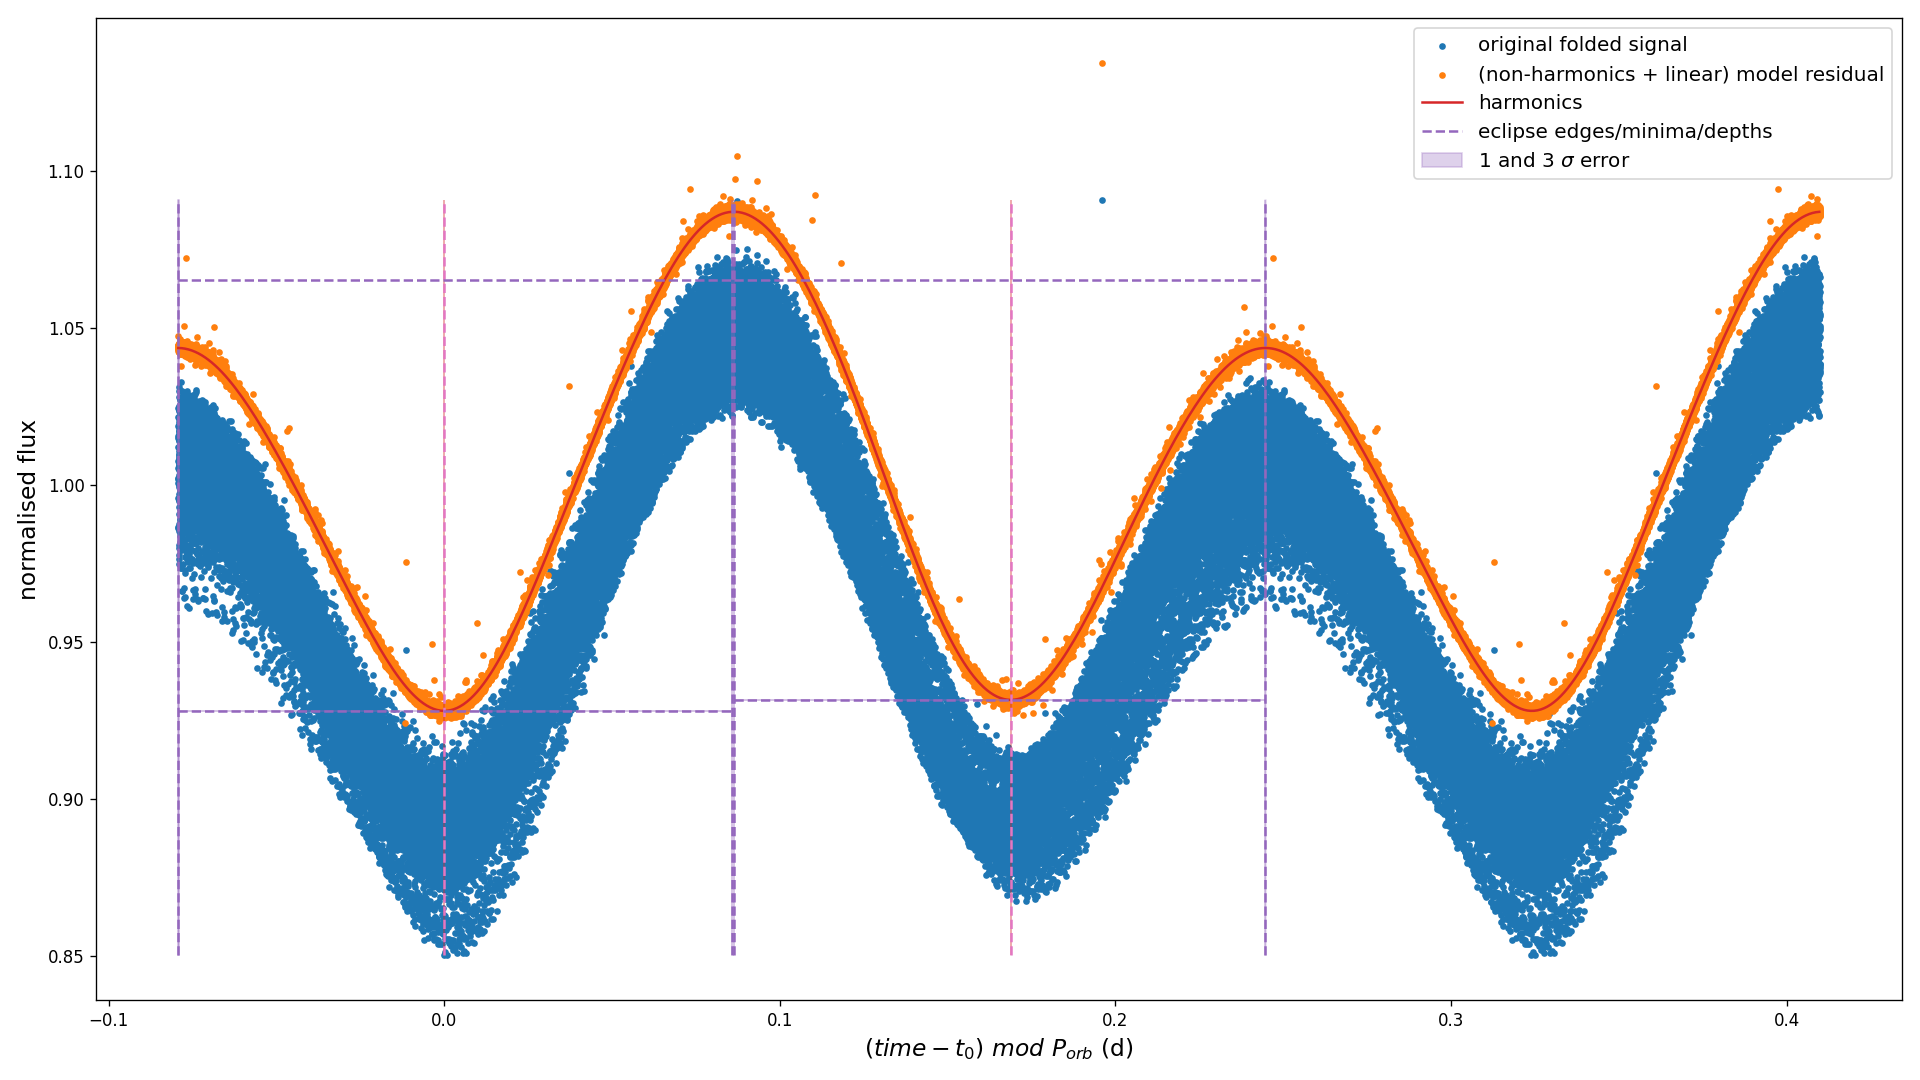 original folded signal
(non-harmonics + linear) model residual
harmonics
eclipse edges/minima/depths
1 and 3 σ error
normalised flux
1.10
1.05
1.00
0.95
0.90
0.85
−0.1 0.0 0.1 0.2 0.3 0.4
(time − t₀) mod Pₒᵣb (d)